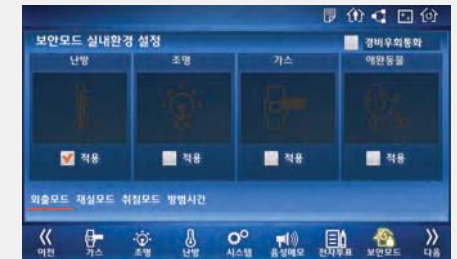 보안모드 실내환경 설정
경비우회통화
난방 조명 가스 애완동물
적용 적용 적용 적용
외출모드 재실모드 취침모드 방범시간
이전 가스 조명 난방 시스템 음성메모 전자투표 보안모드 다음